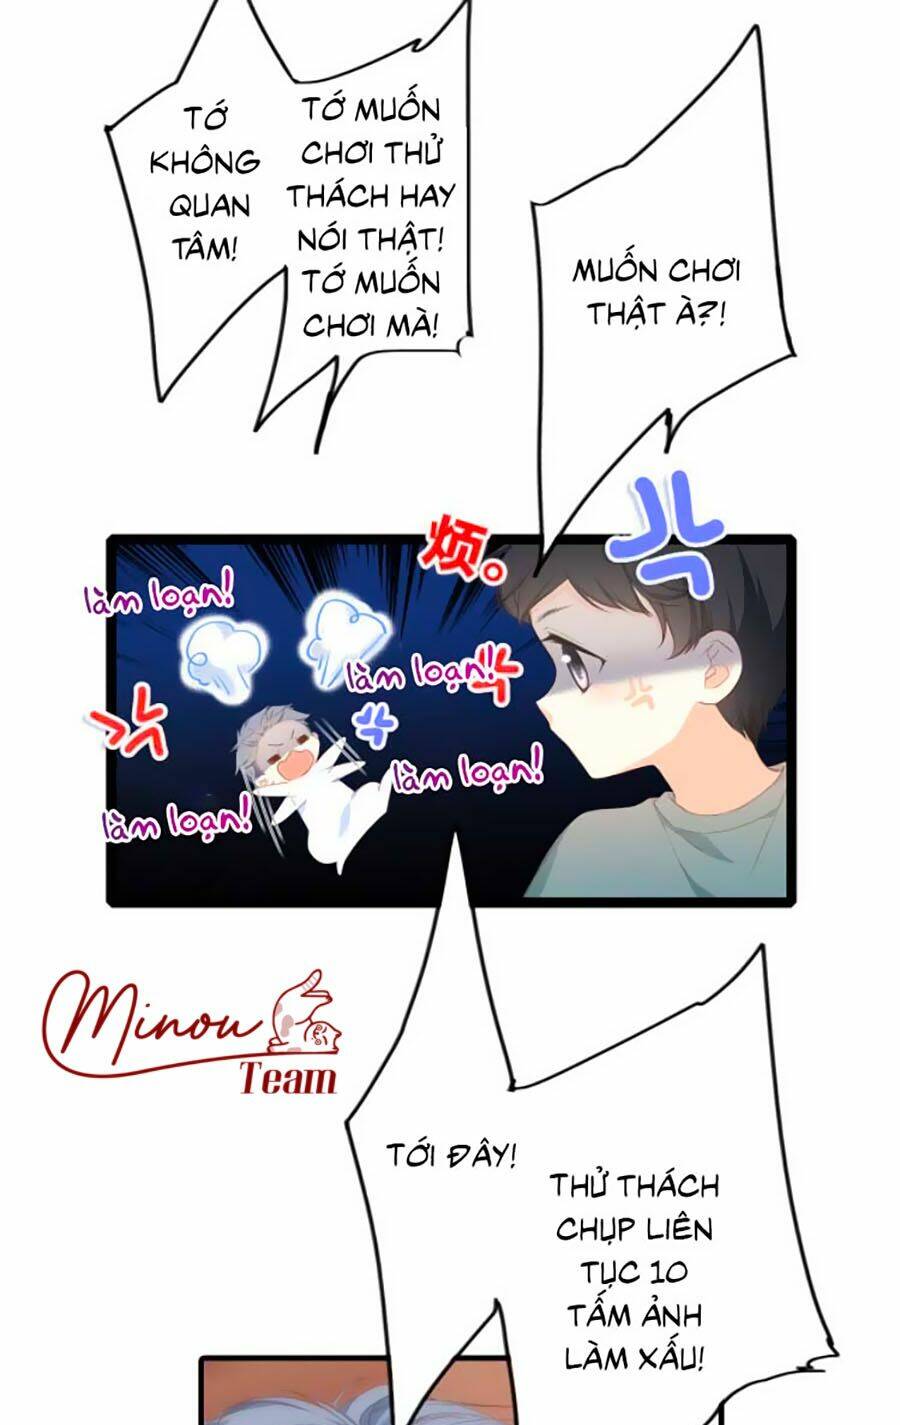 TỚ
KHÔNG
QUAN
TÂM!
TỚ MUỐN
CHƠI THỬ
THÁCH HAY
NÓI THẬT!
TỚ MUỐN
CHƠI MÀ!
MUỐN CHƠI
THẬT À?!
烦。
làm loạn!
làm loạn!
làm loạn!
làm loạn!
Minou
Team
TỚI ĐÂY!
THỬ THÁCH
CHỤP LIÊN
TỤC 10
TẤM ẢNH
LÀM XẤU!